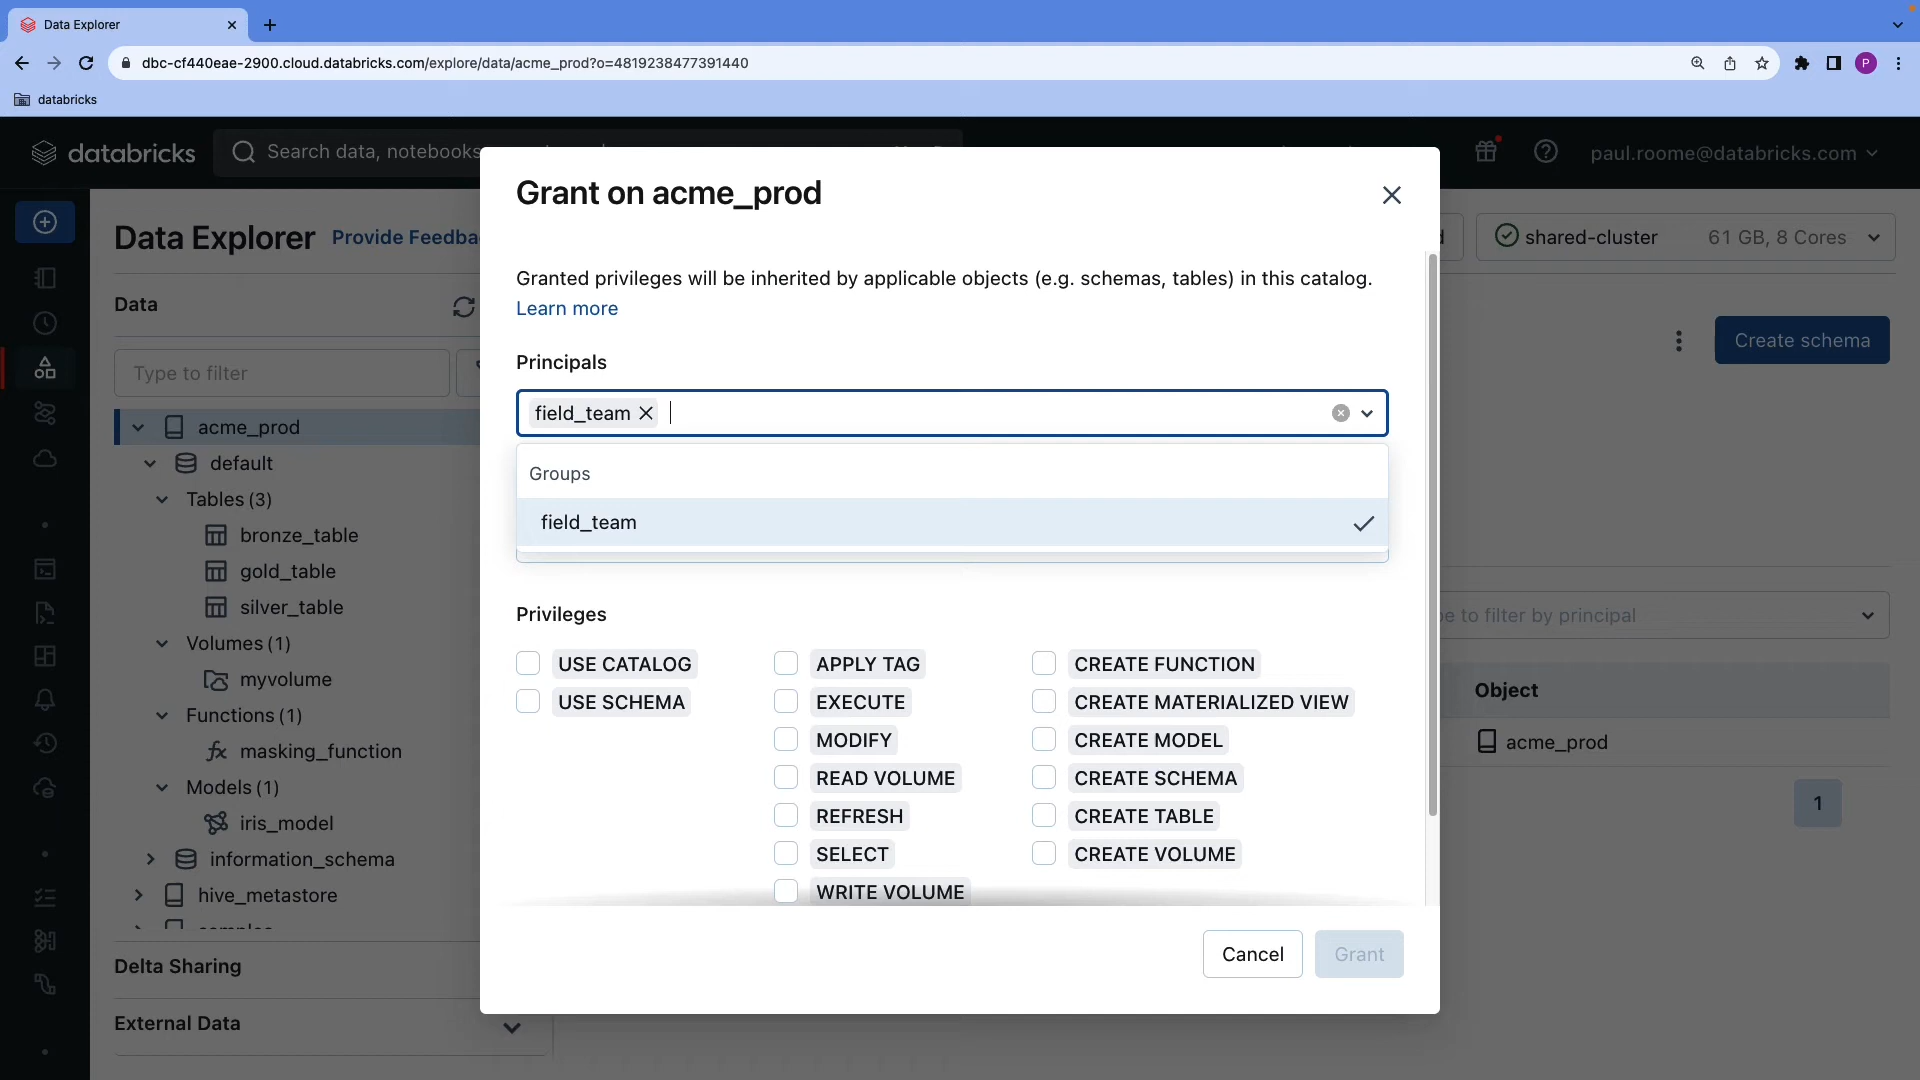 Data Explorer
dbc-cf440eae-2900.cloud.databricks.com/explore/data/acme_prod?o=4819238477391440
P
databricks
databricks
Search data, notebooks
paul.roome@databricks.com
Data Explorer
Provide Feedba
shared-cluster
61 GB, 8 Cores
Data
Type to filter
acme_prod
default
Tables (3)
bronze_table
gold_table
silver_table
Volumes (1)
myvolume
Functions (1)
masking_function
Models (1)
iris_model
information_schema
hive_metastore
Delta Sharing
External Data
Grant on acme_prod
Granted privileges will be inherited by applicable objects (e.g. schemas, tables) in this catalog.
Learn more
Principals
field_team
Groups
field_team
Privileges
USE CATALOG
USE SCHEMA
APPLY TAG
EXECUTE
MODIFY
READ VOLUME
REFRESH
SELECT
WRITE VOLUME
CREATE FUNCTION
CREATE MATERIALIZED VIEW
CREATE MODEL
CREATE SCHEMA
CREATE TABLE
CREATE VOLUME
Cancel
Grant
Create schema
to filter by principal
Object
acme_prod
1